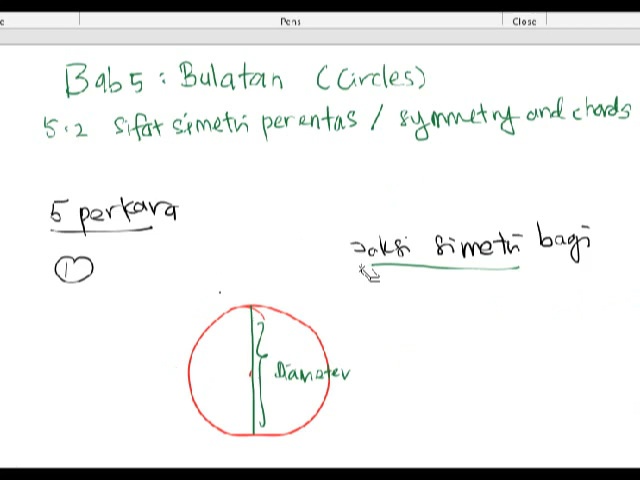 Pens Close
Bab 5 : Bulatan (Circles)
5.2 Sifat simetri perentas / symmetry and chords
5 perkara
1
→ paksi simetri bagi
Diameter